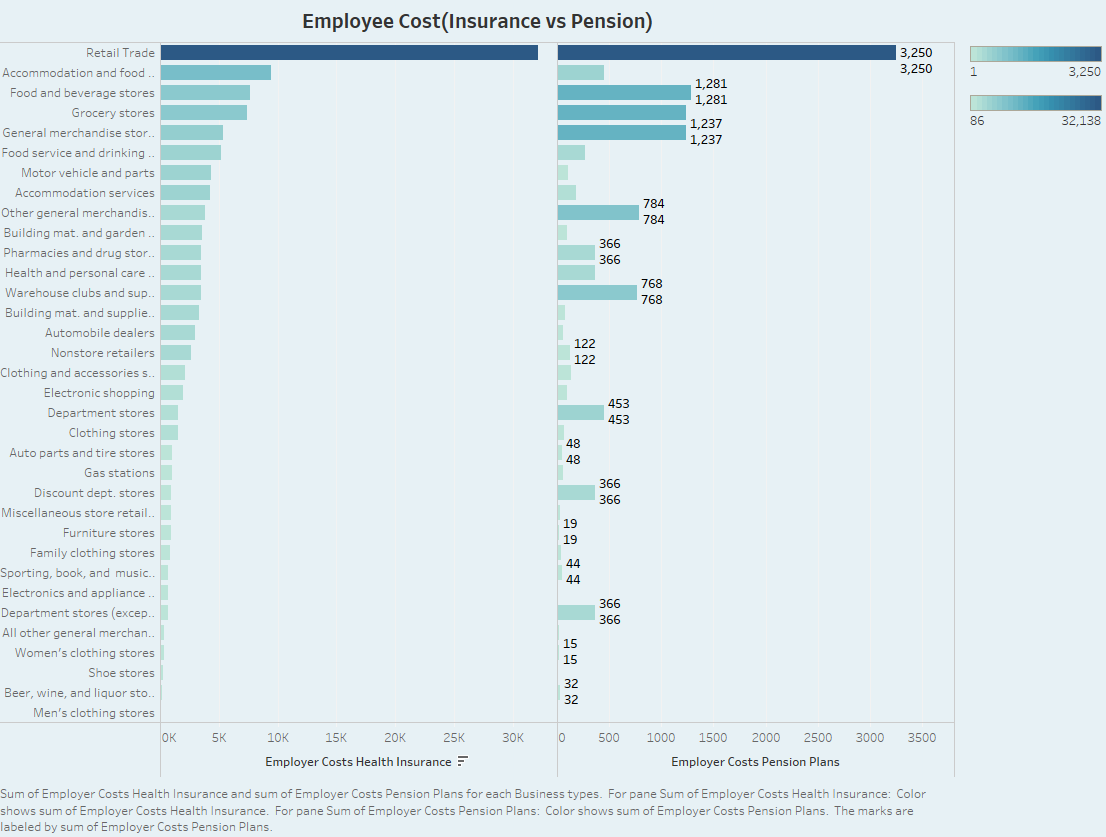 Employee Cost(Insurance vs Pension)
Retail Trade
3,250
3,250
Accommodation and food ..
Food and beverage stores
1,281
1,281
Grocery stores
General merchandise stor..
1,237
1,237
Food service and drinking ..
Motor vehicle and parts
Accommodation services
Other general merchandis..
784
784
Building mat. and garden ..
Pharmacies and drug stor..
366
366
Health and personal care ..
Warehouse clubs and sup..
768
768
Building mat. and supplie..
Automobile dealers
Nonstore retailers
122
122
Clothing and accessories s..
Electronic shopping
Department stores
453
453
Clothing stores
Auto parts and tire stores
48
48
Gas stations
Discount dept. stores
366
366
Miscellaneous store retail..
Furniture stores
19
19
Family clothing stores
Sporting, book, and music..
44
44
Electronics and appliance ..
Department stores (excep..
366
366
All other general merchan..
Women's clothing stores
15
15
Shoe stores
Beer, wine, and liquor sto..
32
32
Men's clothing stores
0K 5K 10K 15K 20K 25K 30K
0 500 1000 1500 2000 2500 3000 3500
Employer Costs Health Insurance
Employer Costs Pension Plans
1 3,250
86 32,138
Sum of Employer Costs Health Insurance and sum of Employer Costs Pension Plans for each Business types. For pane Sum of Employer Costs Health Insurance: Color
shows sum of Employer Costs Health Insurance. For pane Sum of Employer Costs Pension Plans: Color shows sum of Employer Costs Pension Plans. The marks are
labeled by sum of Employer Costs Pension Plans.